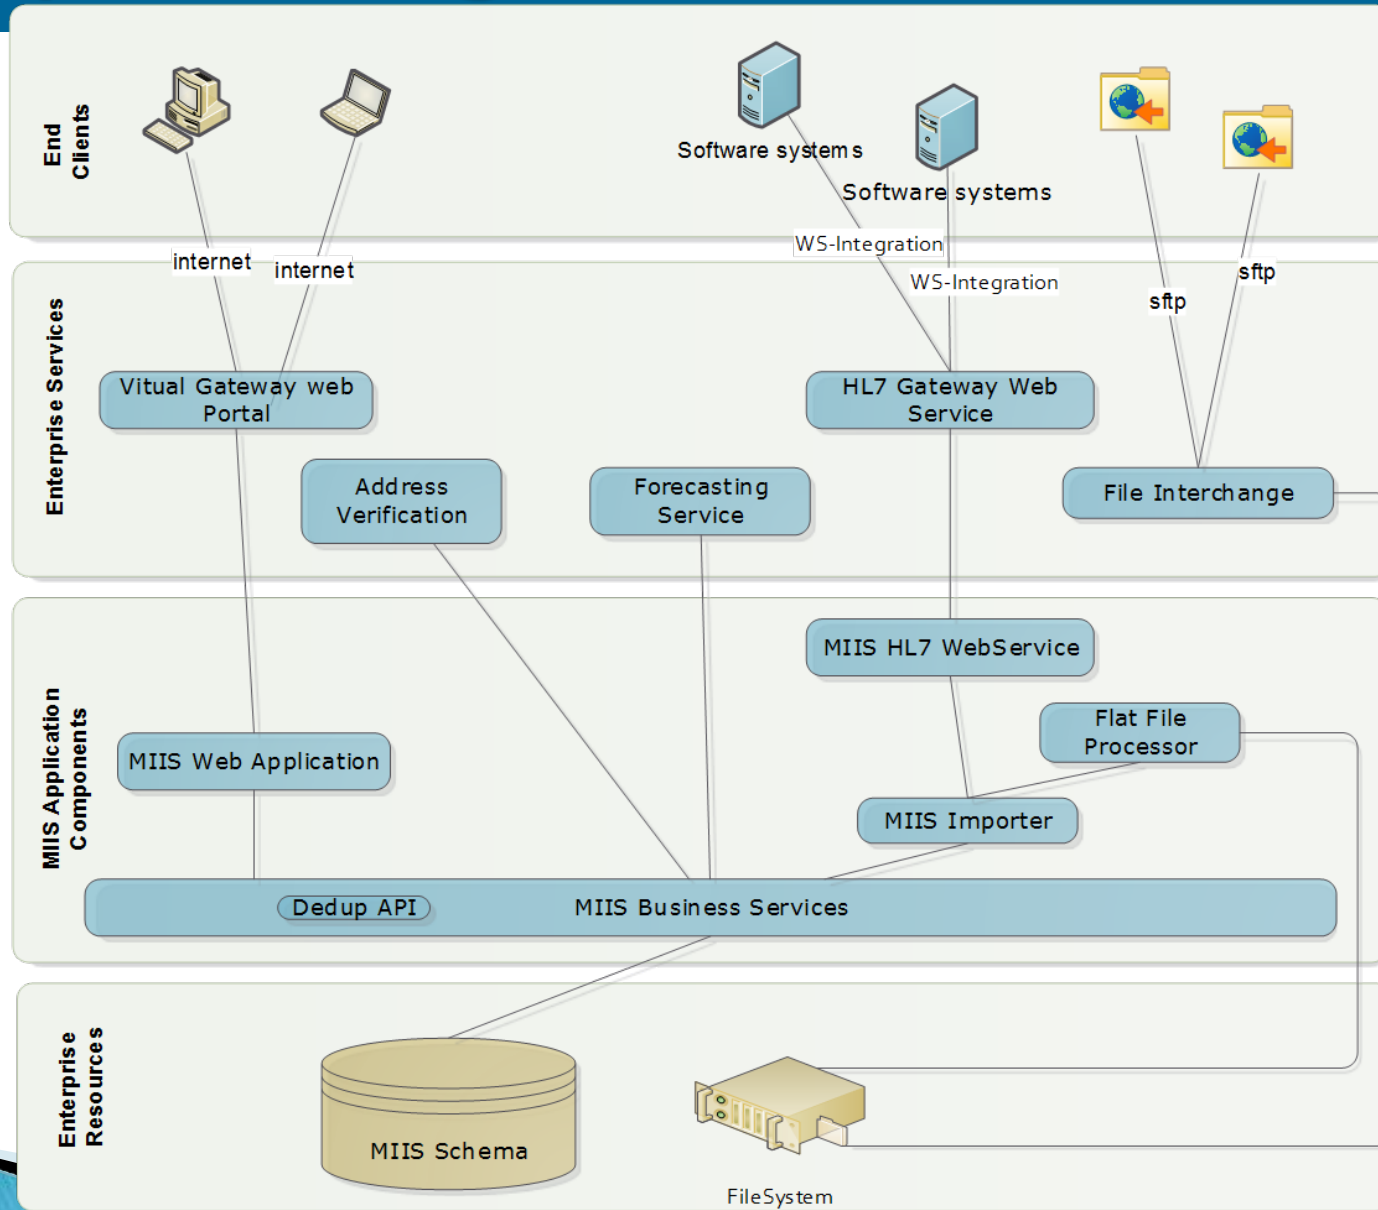 End
Clients
Software systems
Software systems
internet
internet
WS-Integration
WS-Integration
sftp
sftp
Enterprise Services
Vitual Gateway web
Portal
HL7 Gateway Web
Service
Address
Verification
Forecasting
Service
File Interchange
MIIS Application
Components
MIIS HL7 WebService
Flat File
Processor
MIIS Web Application
MIIS Importer
Dedup API
MIIS Business Services
Enterprise
Resources
MIIS Schema
FileSystem